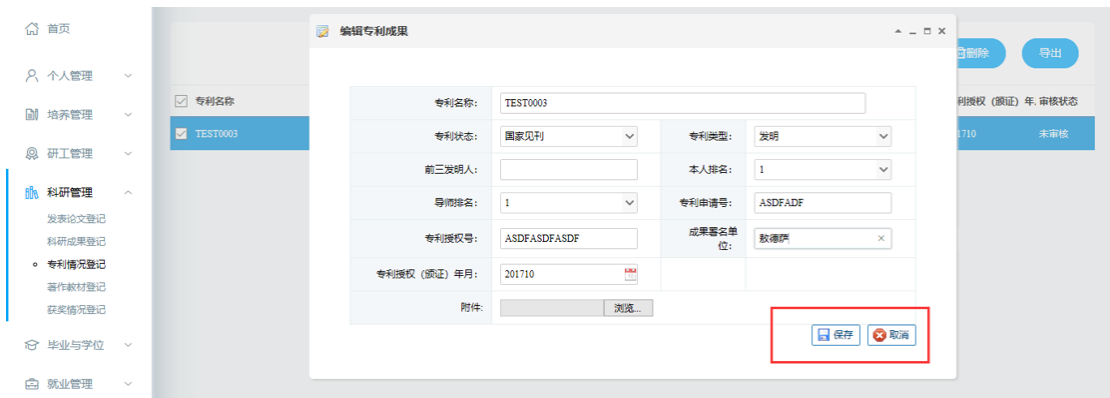 首页
个人管理
培养管理
研工管理
科研管理
发表论文登记
科研成果登记
专利情况登记
著作教材登记
获奖情况登记
毕业与学位
就业管理
删除
导出
专利名称
利授权（颁证）年.审核状态
TEST0003
1710
未审核
编辑专利成果
专利名称:
TEST0003
专利状态:
国家见刊
专利类型:
发明
前三发明人:
本人排名:
1
导师排名:
1
专利申请号:
ASDFADF
专利授权号:
ASDFASDFASDF
成果署名单
位:
敖德萨
专利授权（颁证）年月:
201710
附件:
浏览...
保存
取消